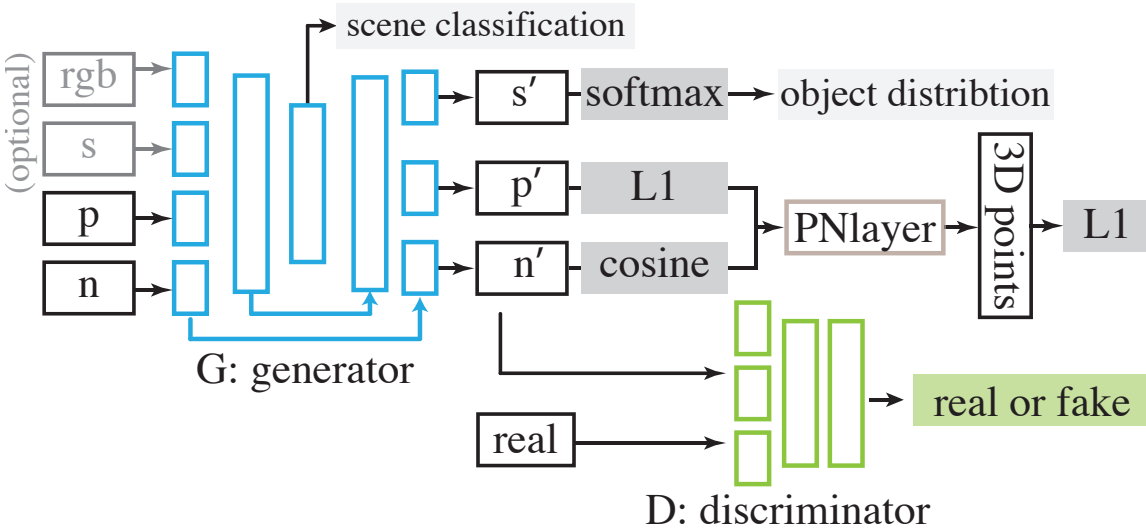 scene classification
(optional)
rgb
s
p
n
s′
softmax
object distribtion
p′
L1
n′
cosine
PNlayer
3D points
L1
G: generator
real
real or fake
D: discriminator